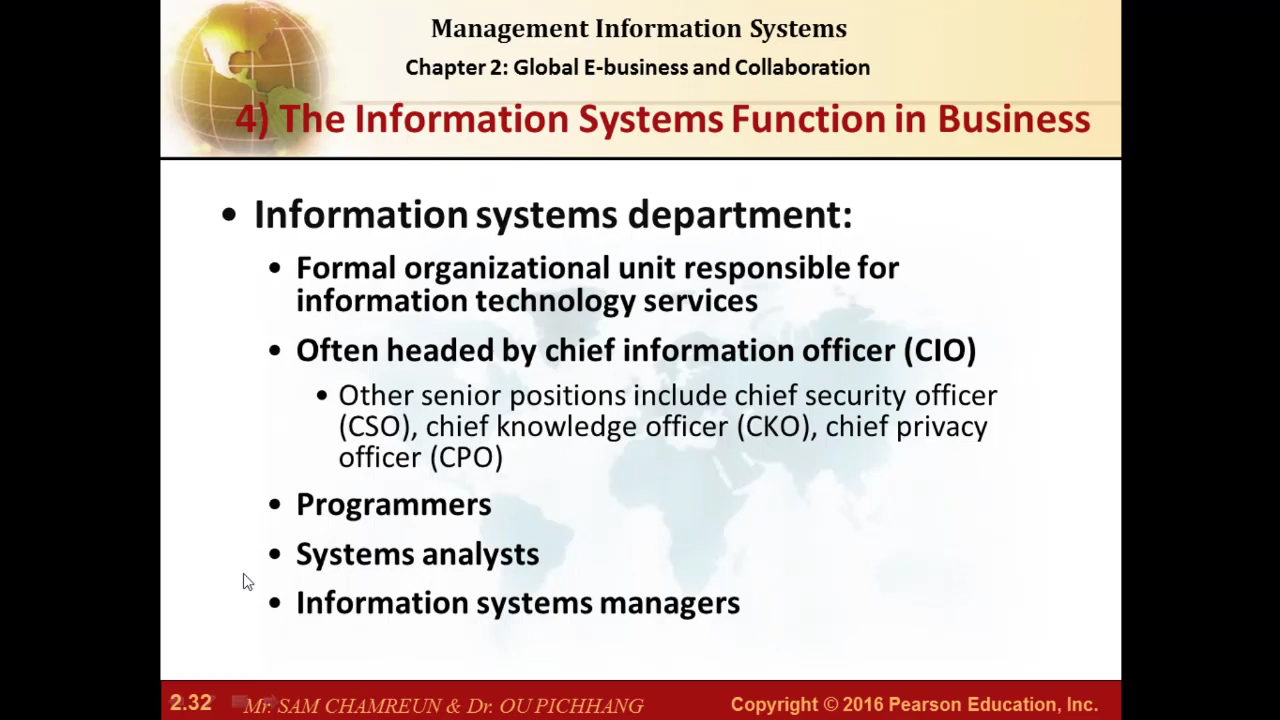 Management Information Systems
Chapter 2: Global E-business and Collaboration
4) The Information Systems Function in Business
• Information systems department:
• Formal organizational unit responsible for
information technology services
• Often headed by chief information officer (CIO)
• Other senior positions include chief security officer
(CSO), chief knowledge officer (CKO), chief privacy
officer (CPO)
• Programmers
• Systems analysts
• Information systems managers
2.32 Mr. SAM CHAMREUN & Dr. OU PICHHANG Copyright © 2016 Pearson Education, Inc.